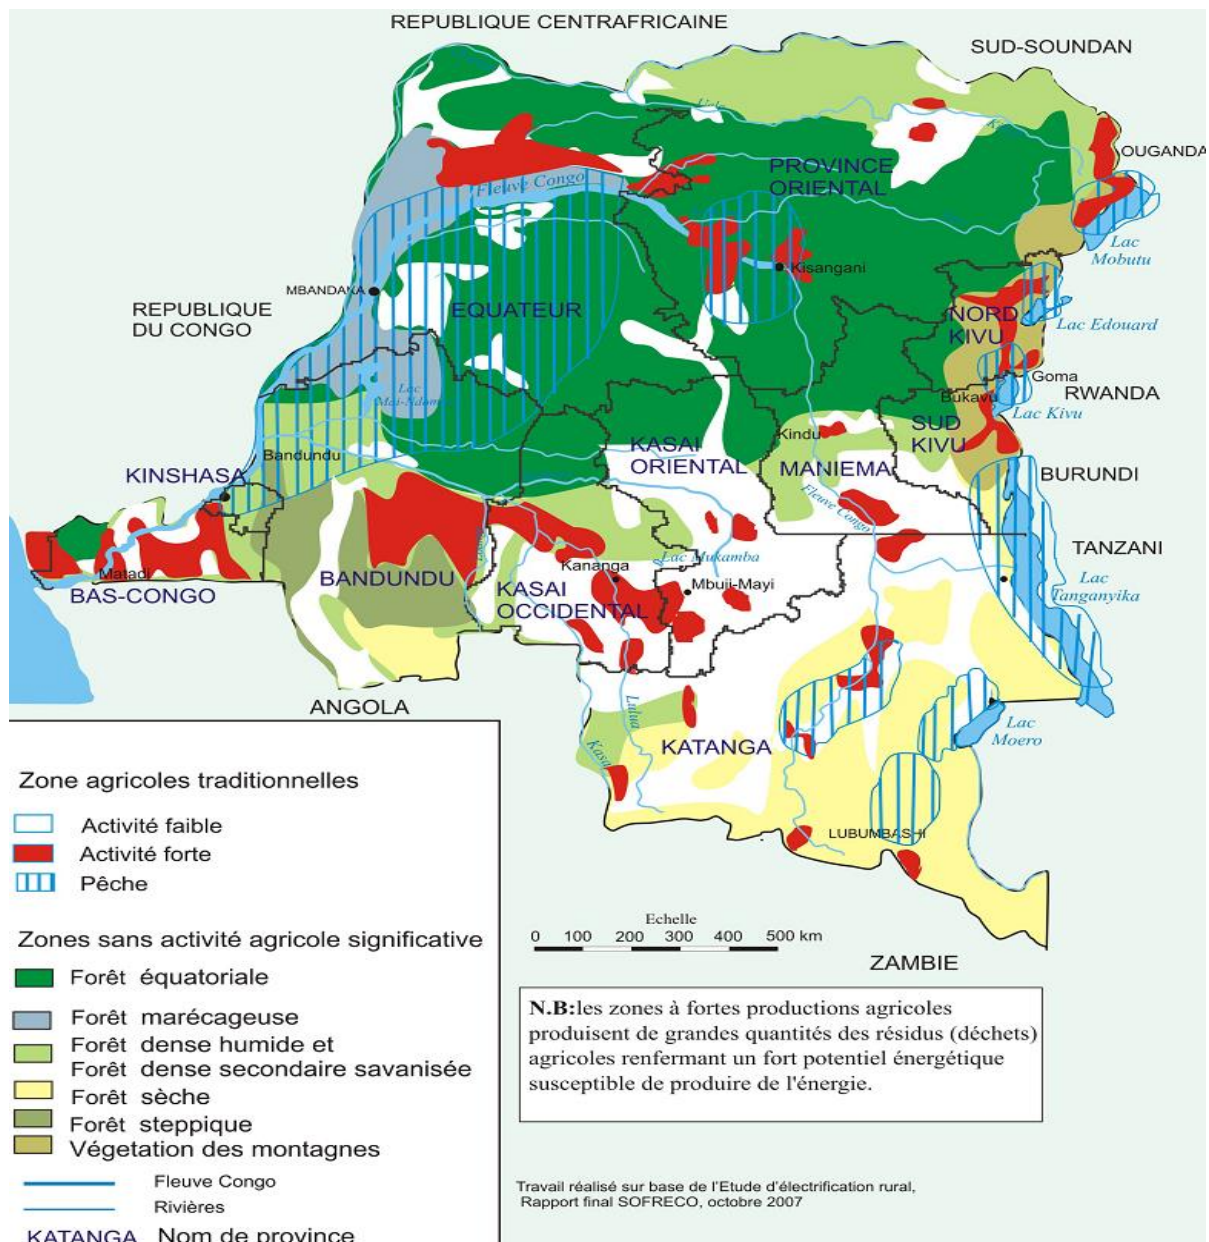 REPUBLIQUE CENTRAFRICAINE
SUD-SOUNDAN
Uele
OUGANDA
PROVINCE
ORIENTAL
Fleuve Congo
Lac
Mobutu
Kisangani
MBANDANA
REPUBLIQUE
DU CONGO
EQUATEUR
NORD
KIVU
Lac Edouard
Goma
RWANDA
Bukavu
Lac Kivu
Lac
Mai-Ndom
SUD
KIVU
Kindu
KASAI
ORIENTAL
MANIEMA
Bandundu
KINSHASA
BURUNDI
Fleuve Congo
TANZANI
Lac
Tanganyika
Matadi
BAS-CONGO
BANDUNDU
Kananga
Lac Mukamba
KASAI
OCCIDENTAL
Mbuji-Mayi
ANGOLA
Lulua
Kasai
KATANGA
Lac
Moero
LUBUMBASHI
ZAMBIE
Echelle
0 100 200 300 400 500 km
Zone agricoles traditionnelles
Activité faible
Activité forte
Pêche
Zones sans activité agricole significative
Forêt équatoriale
Forêt marécageuse
Forêt dense humide et
Forêt dense secondaire savanisée
Forêt sèche
Forêt steppique
Végetation des montagnes
Fleuve Congo
Rivières
KATANGA Nom de province
N.B:les zones à fortes productions agricoles
produisent de grandes quantités des résidus (déchets)
agricoles renfermant un fort potentiel énergétique
susceptible de produire de l'énergie.
Travail réalisé sur base de l'Etude d'électrification rural,
Rapport final SOFRECO, octobre 2007